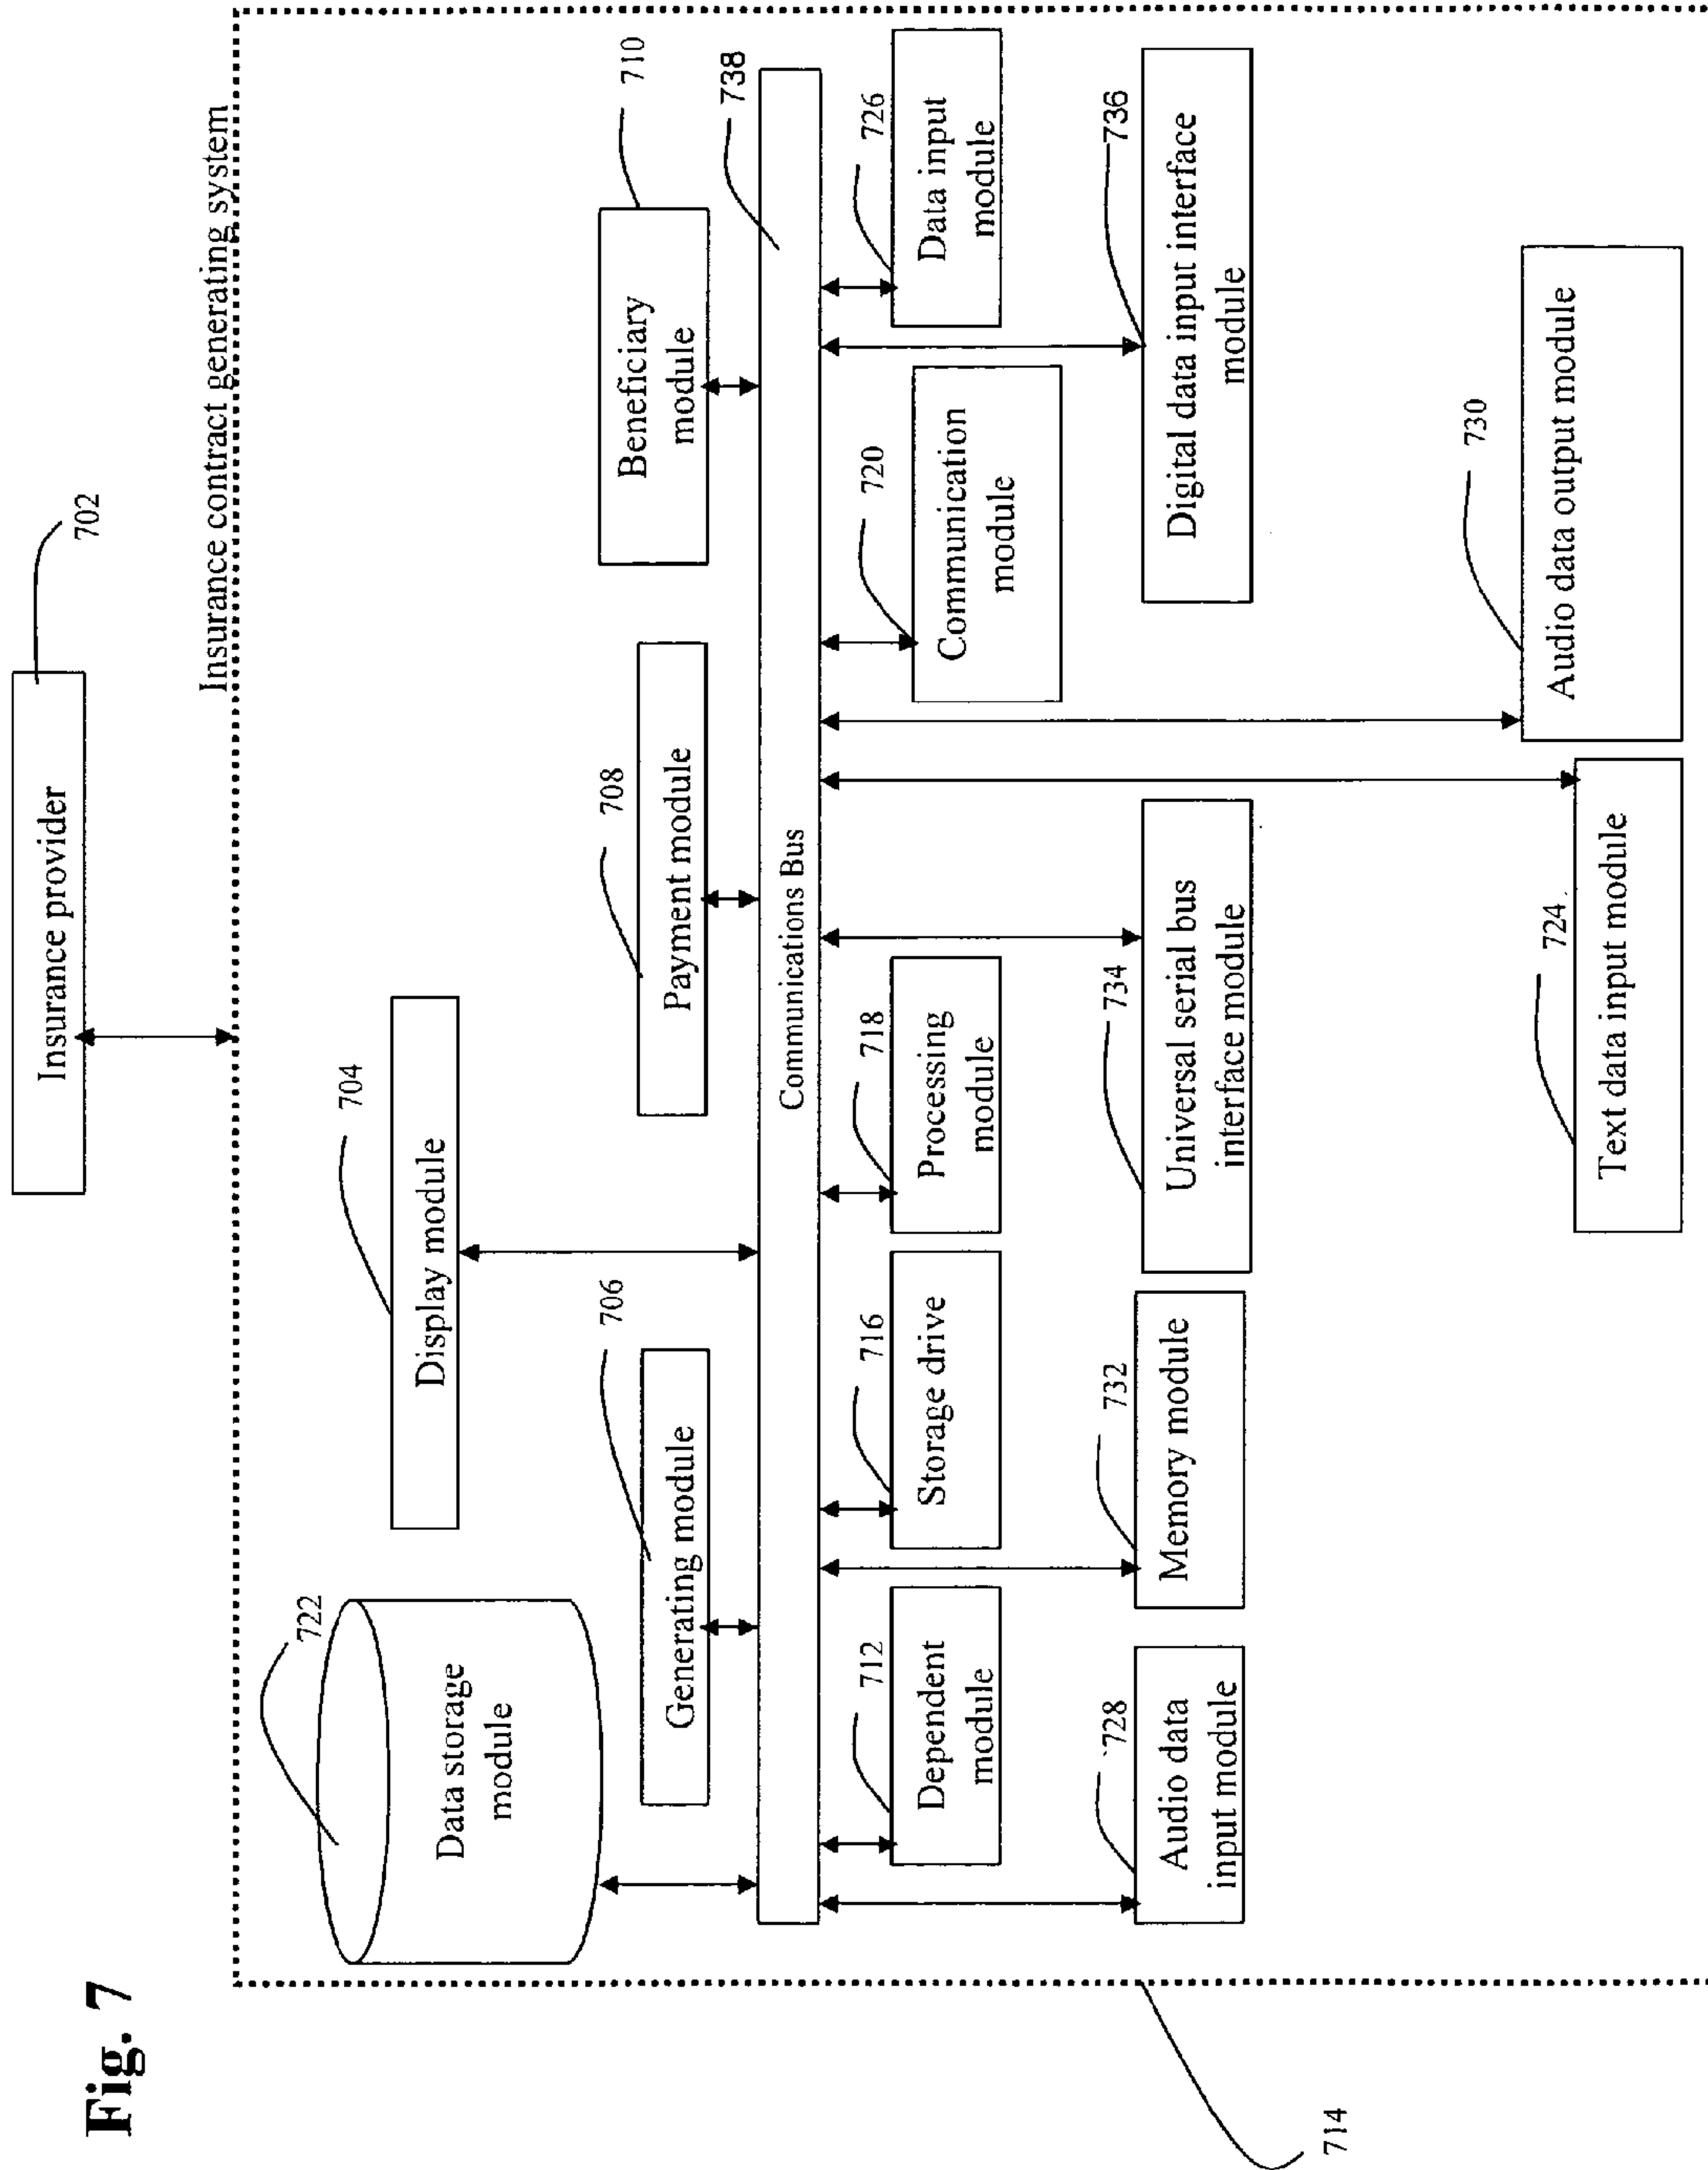 Fig. 7
Insurance provider
702
Insurance contract generating system
722
Data storage
module
704
Display module
706
Generating module
708
Payment module
710
Beneficiary
module
738
Communications Bus
712
Dependent
module
716
Storage drive
718
Processing
module
720
Communication
module
726
Data input
module
728
Audio data
input module
732
Memory module
734
Universal serial bus
interface module
736
Digital data input interface
module
724
Text data input module
730
Audio data output module
714